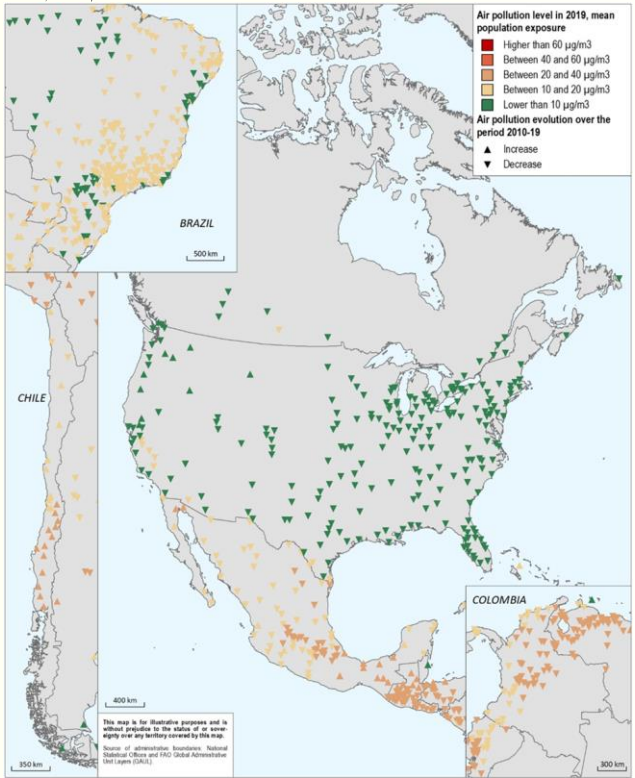 Air pollution level in 2019, mean
population exposure
Higher than 60 µg/m3
Between 40 and 60 µg/m3
Between 20 and 40 µg/m3
Between 10 and 20 µg/m3
Lower than 10 µg/m3
Air pollution evolution over the
period 2010-19
Increase
Decrease
BRAZIL
500 km
CHILE
COLOMBIA
400 km
This map is for illustrative purposes and is
without prejudice to the status of or sover-
eignty over any territory covered by this map.
Source of administrative boundaries: National
Statistical Offices and FAO Global Administrative
Unit Layers (GAUL).
350 km
300 km